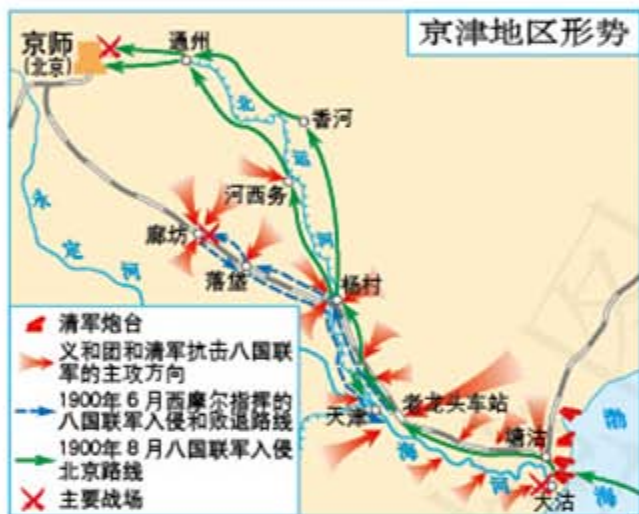 京津地区形势
京师
(北京)
通州
北
运
河
香河
河西务
永
定
河
廊坊
落堡
杨村
天津
老龙头车站
海
河
塘沽
大沽
渤
海
清军炮台
义和团和清军抗击八国联
军的主攻方向
1900年6月西摩尔指挥的
八国联军入侵和败退路线
1900年8月八国联军入侵
北京路线
主要战场